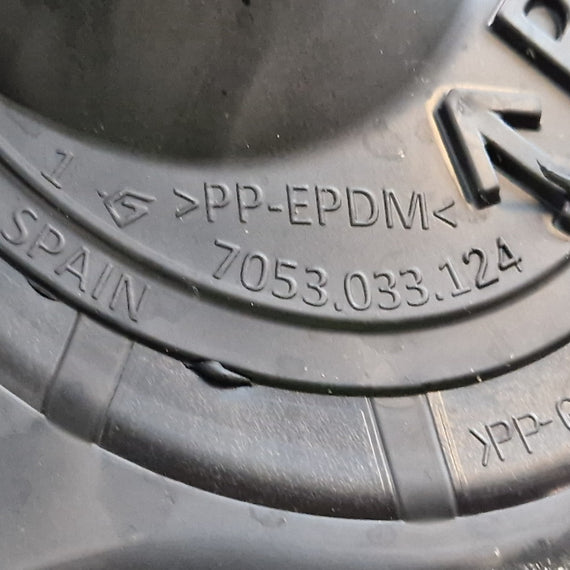 1 >PP-EPDM<
7053.033.124
SPAIN
>PP-